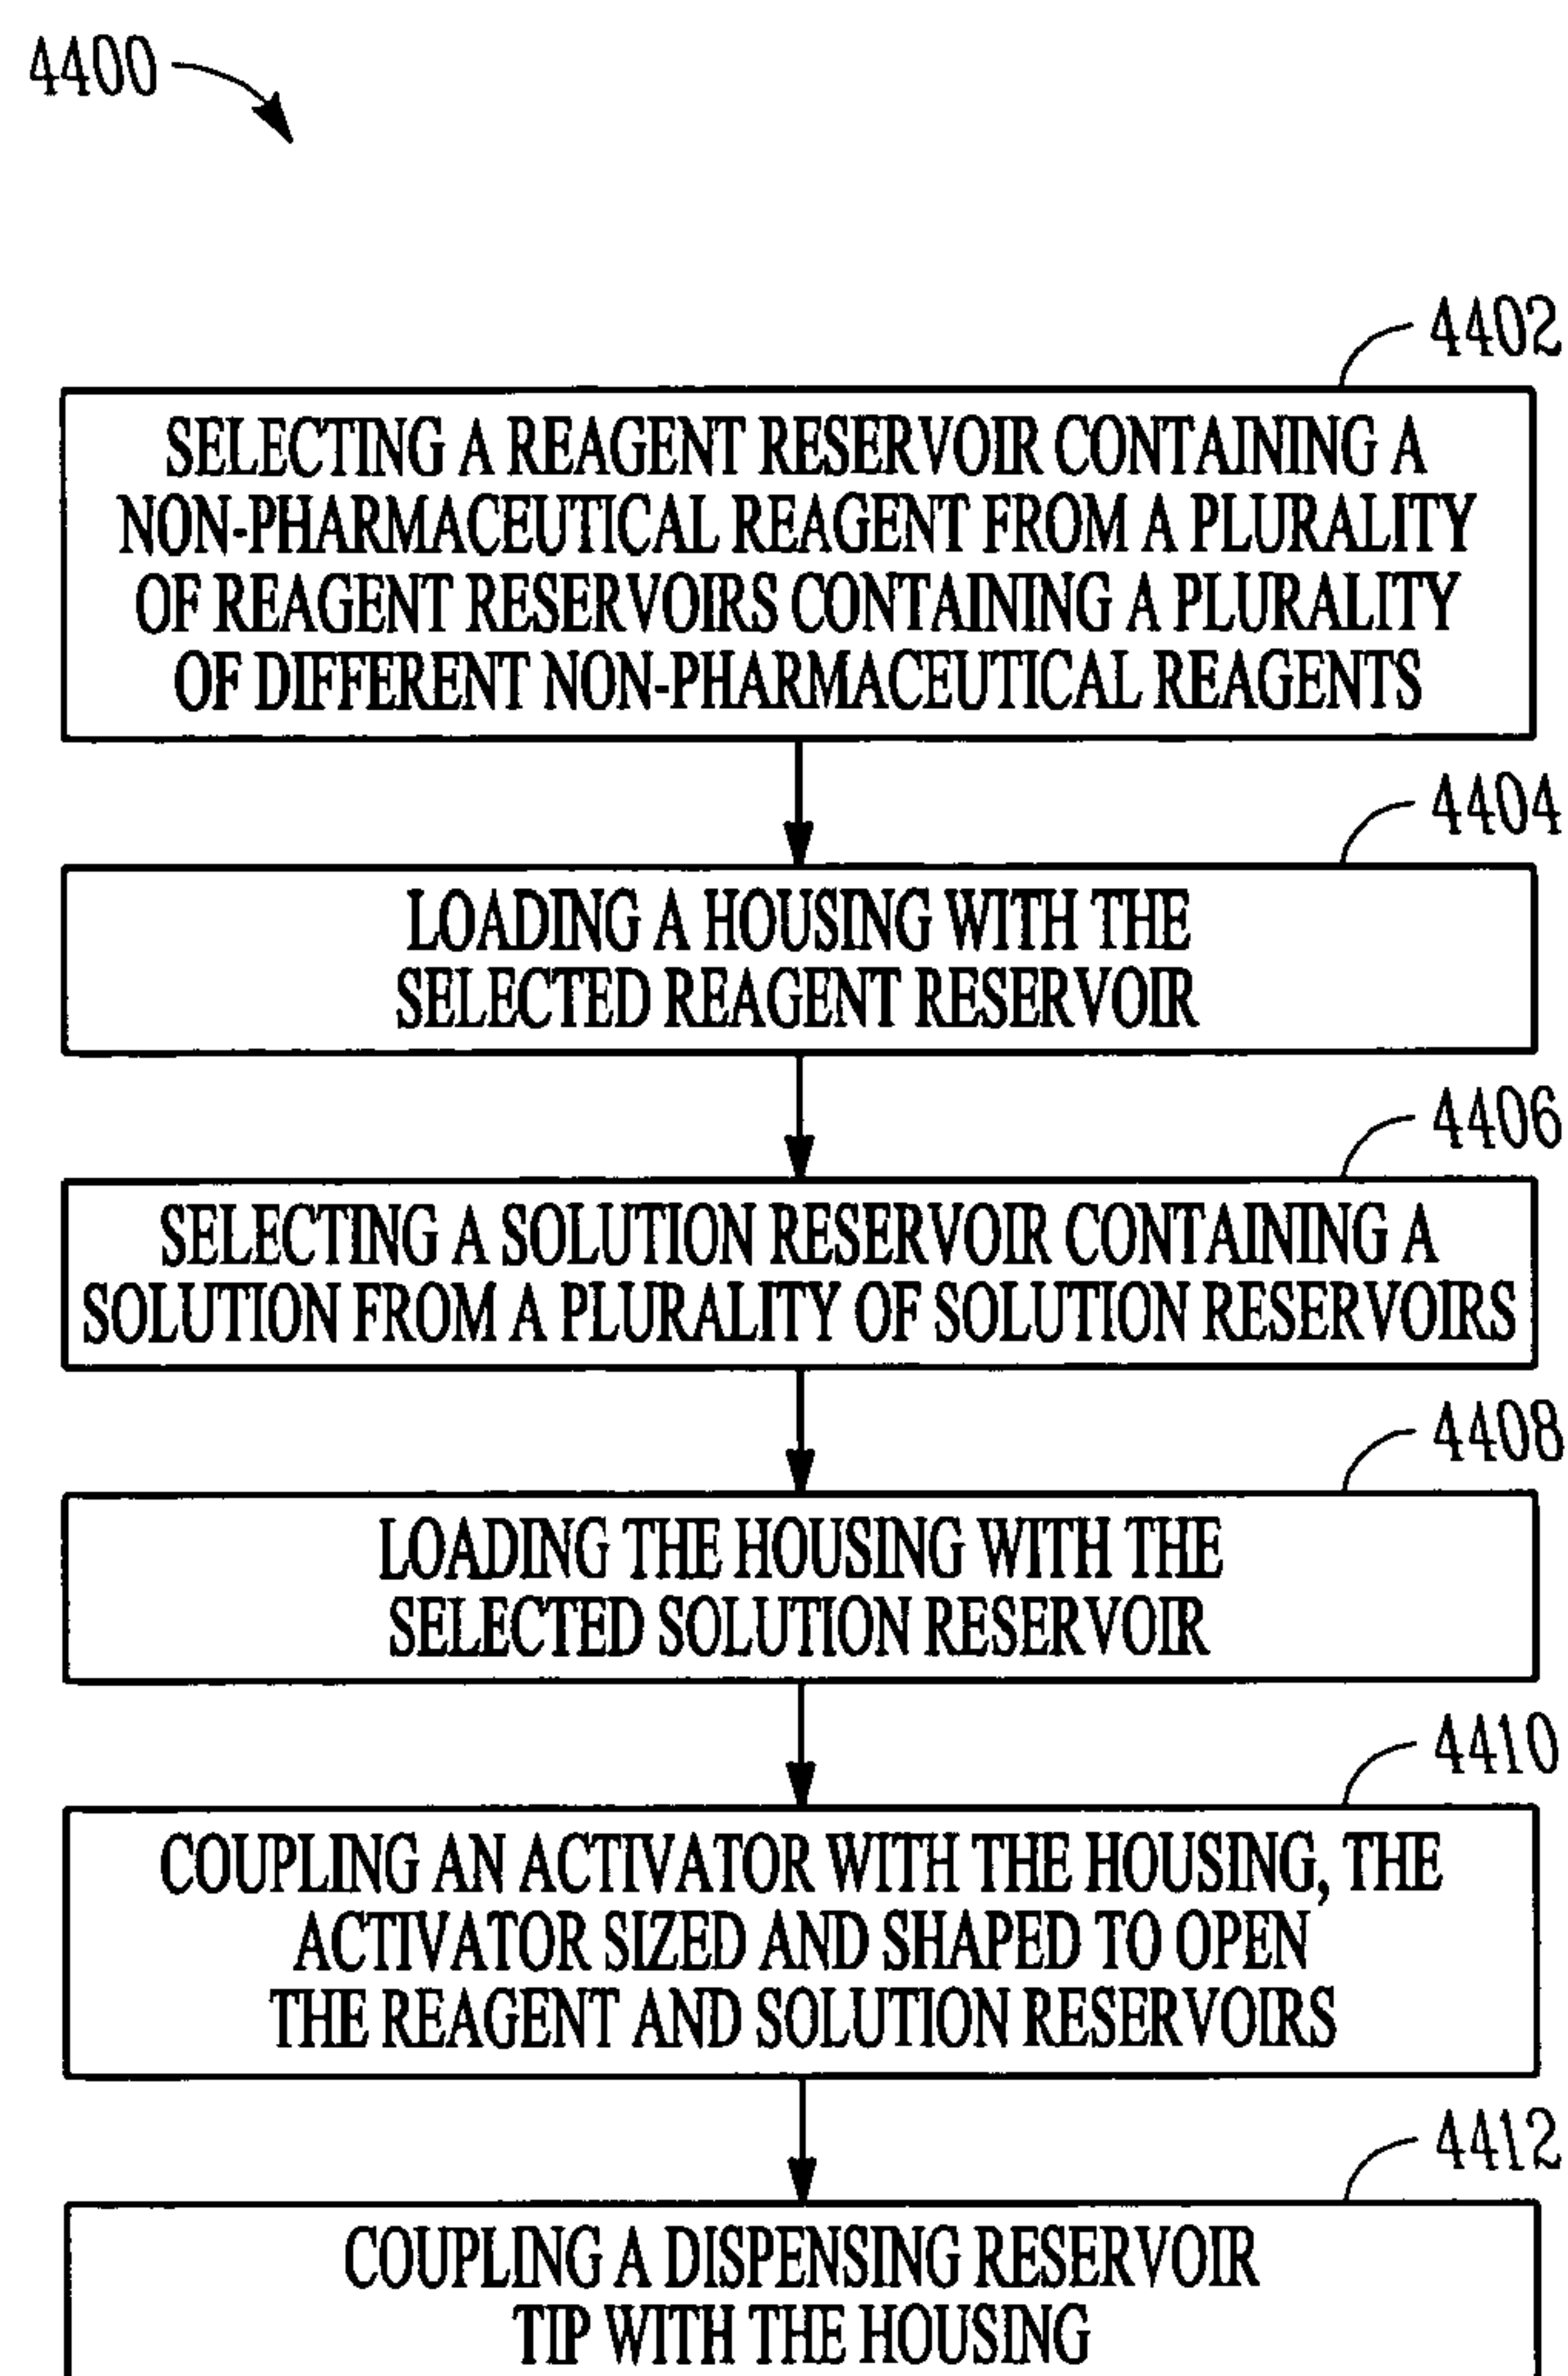 4400
4402
SELECTING A REAGENT RESERVOIR CONTAINING A
NON-PHARMACEUTICAL REAGENT FROM A PLURALITY
OF REAGENT RESERVOIRS CONTAINING A PLURALITY
OF DIFFERENT NON-PHARMACEUTICAL REAGENTS
4404
LOADING A HOUSING WITH THE
SELECTED REAGENT RESERVOIR
4406
SELECTING A SOLUTION RESERVOIR CONTAINING A
SOLUTION FROM A PLURALITY OF SOLUTION RESERVOIRS
4408
LOADING THE HOUSING WITH THE
SELECTED SOLUTION RESERVOIR
4410
COUPLING AN ACTIVATOR WITH THE HOUSING, THE
ACTIVATOR SIZED AND SHAPED TO OPEN
THE REAGENT AND SOLUTION RESERVOIRS
4412
COUPLING A DISPENSING RESERVOIR
TIP WITH THE HOUSING